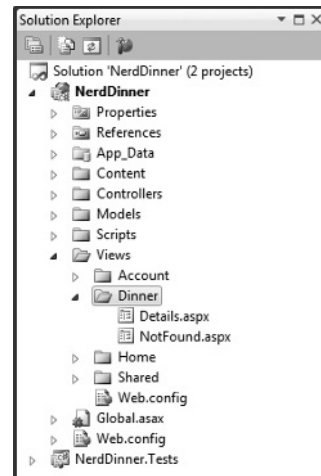 Solution Explorer
Solution 'NerdDinner' (2 projects)
NerdDinner
Properties
References
App_Data
Content
Controllers
Models
Scripts
Views
Account
Dinner
Details.aspx
NotFound.aspx
Home
Shared
Web.config
Global.asax
Web.config
NerdDinner.Tests